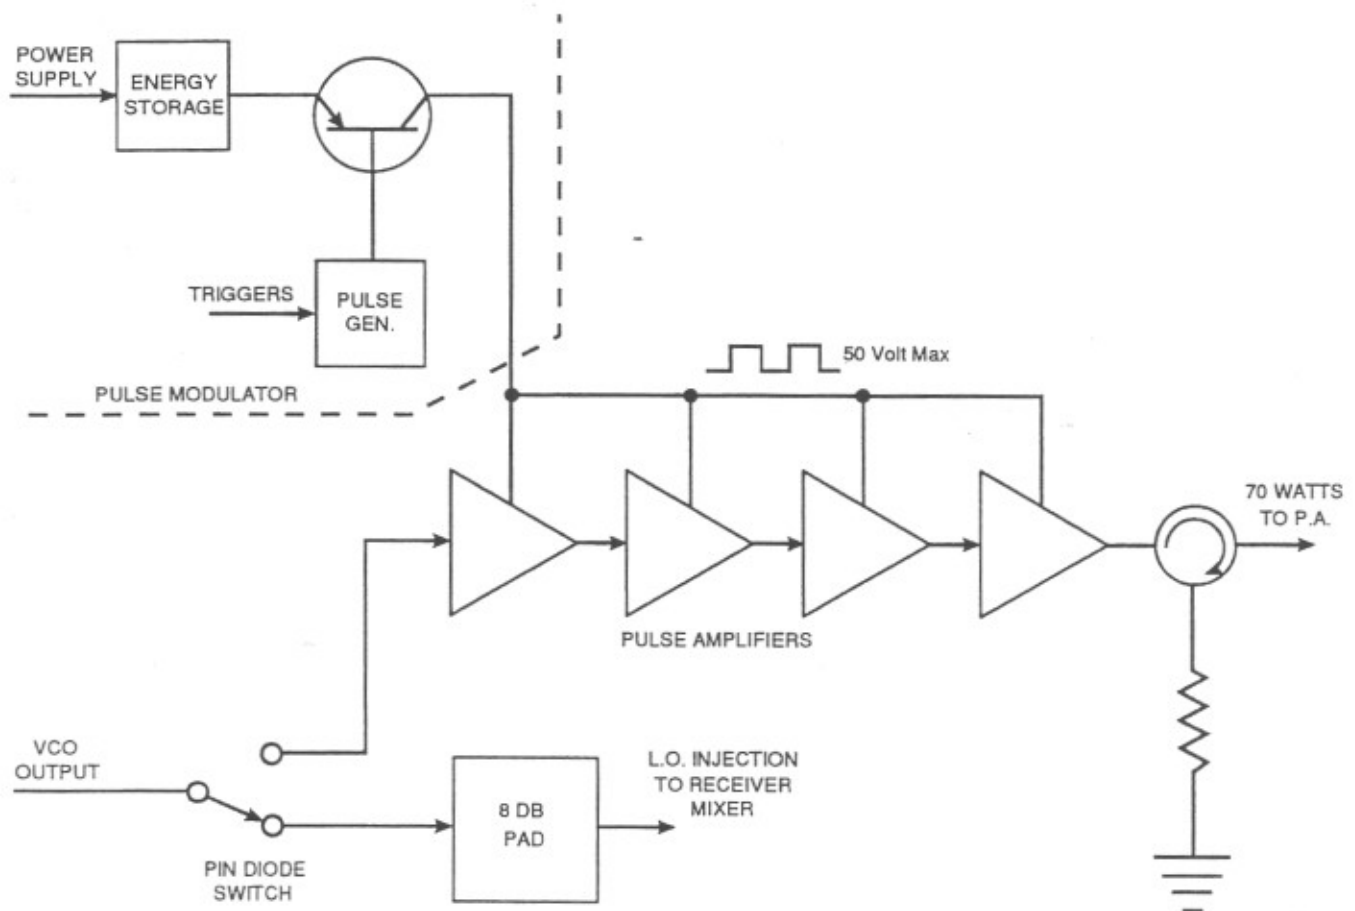 POWER
SUPPLY
ENERGY
STORAGE
TRIGGERS
PULSE
GEN.
PULSE MODULATOR
50 Volt Max
70 WATTS
TO P.A.
PULSE AMPLIFIERS
VCO
OUTPUT
PIN DIODE
SWITCH
8 DB
PAD
L.O. INJECTION
TO RECEIVER
MIXER